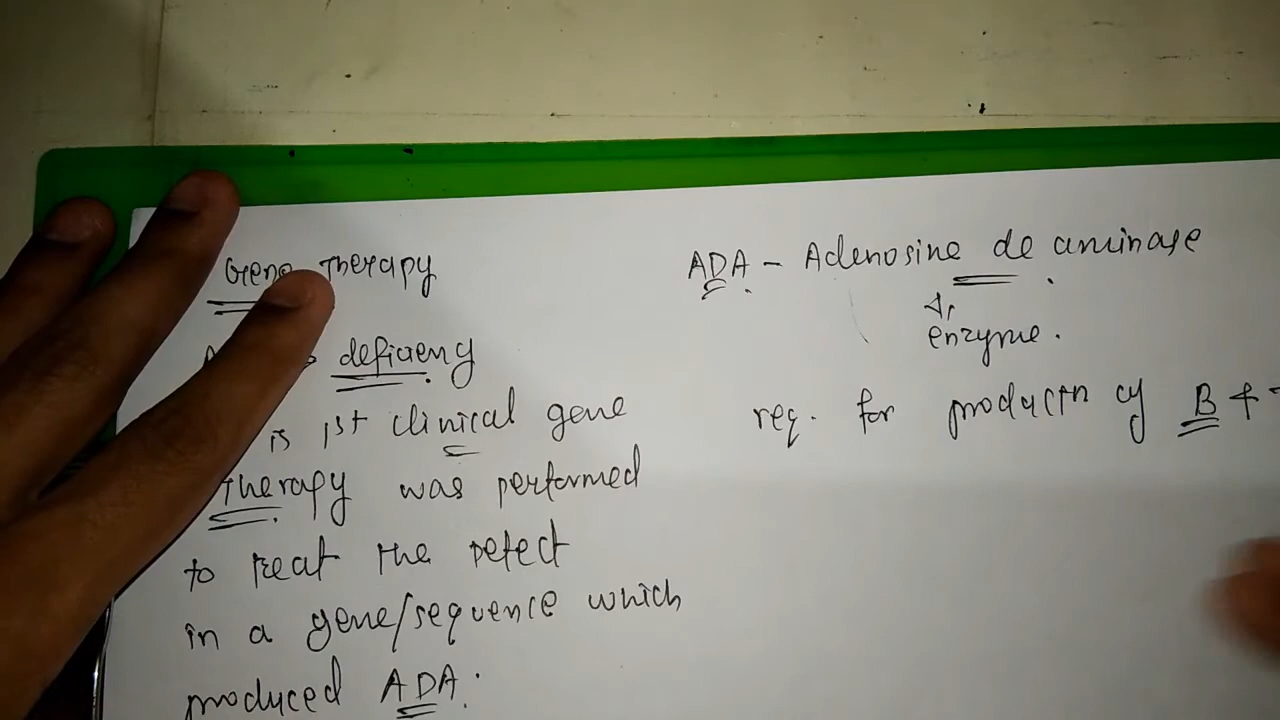 Gene Therapy
deficieny
is 1st clinical gene
Therapy was performed
to treat the defect
in a gene/sequence which
produced ADA.
ADA - Adenosine de aminase
enzyme.
req. for productn of B +